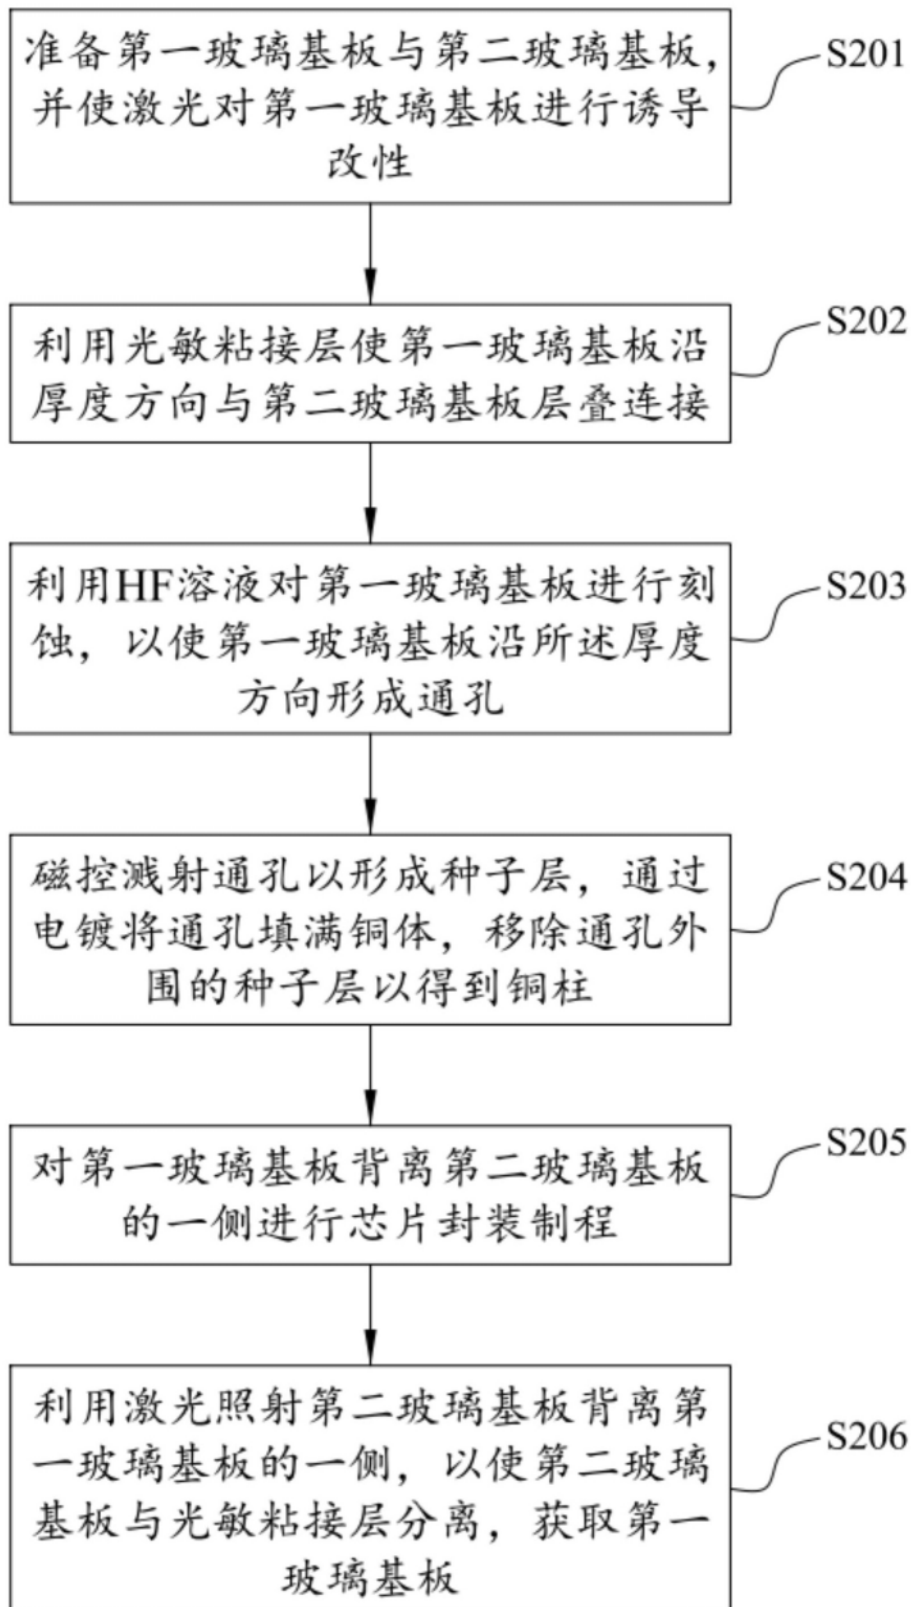 准备第一玻璃基板与第二玻璃基板，
并使激光对第一玻璃基板进行诱导
改性
S201
利用光敏粘接层使第一玻璃基板沿
厚度方向与第二玻璃基板层叠连接
S202
利用HF溶液对第一玻璃基板进行刻
蚀，以使第一玻璃基板沿所述厚度
方向形成通孔
S203
磁控溅射通孔以形成种子层，通过
电镀将通孔填满铜体，移除通孔外
围的种子层以得到铜柱
S204
对第一玻璃基板背离第二玻璃基板
的一侧进行芯片封装制程
S205
利用激光照射第二玻璃基板背离第
一玻璃基板的一侧，以使第二玻璃
基板与光敏粘接层分离，获取第一
玻璃基板
S206